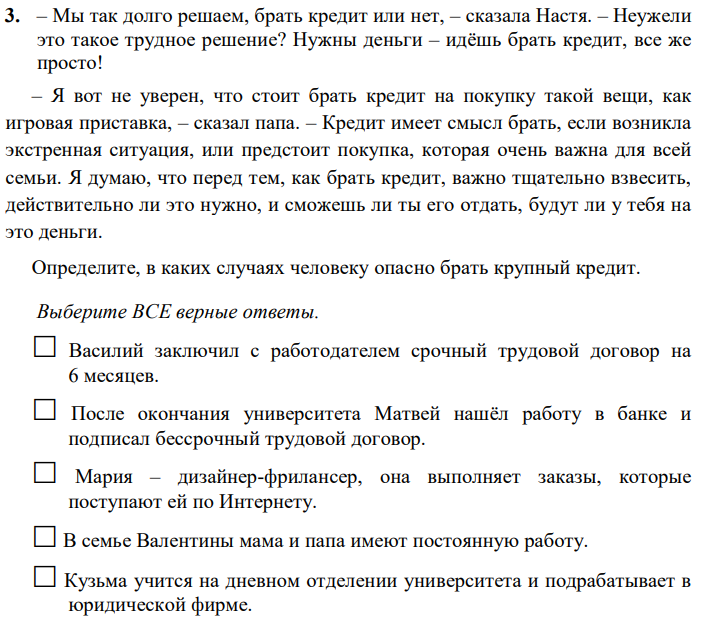 3. – Мы так долго решаем, брать кредит или нет, – сказала Настя. – Неужели
это такое трудное решение? Нужны деньги – идёшь брать кредит, все же
просто!
– Я вот не уверен, что стоит брать кредит на покупку такой вещи, как
игровая приставка, – сказал папа. – Кредит имеет смысл брать, если возникла
экстренная ситуация, или предстоит покупка, которая очень важна для всей
семьи. Я думаю, что перед тем, как брать кредит, важно тщательно взвесить,
действительно ли это нужно, и сможешь ли ты его отдать, будут ли у тебя на
это деньги.
Определите, в каких случаях человеку опасно брать крупный кредит.
Выберите ВСЕ верные ответы.
Василий заключил с работодателем срочный трудовой договор на
6 месяцев.
После окончания университета Матвей нашёл работу в банке и
подписал бессрочный трудовой договор.
Мария – дизайнер-фрилансер, она выполняет заказы, которые
поступают ей по Интернету.
В семье Валентины мама и папа имеют постоянную работу.
Кузьма учится на дневном отделении университета и подрабатывает в
юридической фирме.